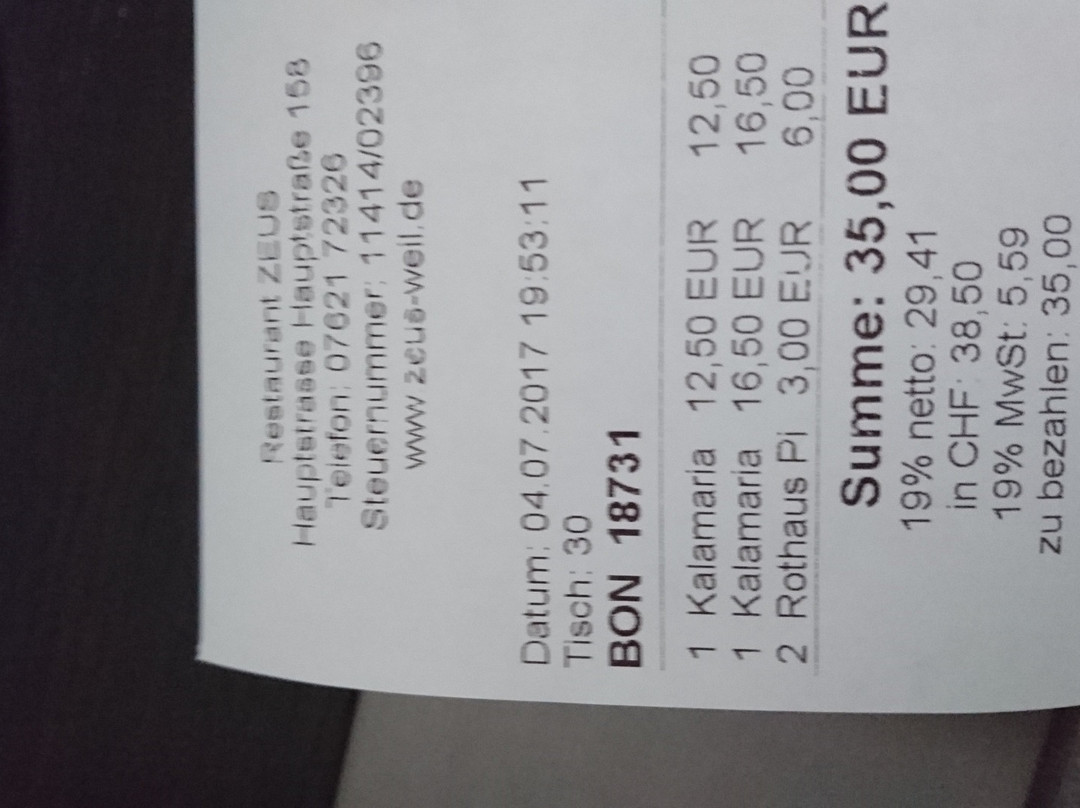 Restaurant ZEUS
Hauptstrasse Hauptstraße 158
Telefon: 07621 72326
Steuernummer: 11414/02396
www.zeus-weil.de
Datum: 04.07.2017 19:53:11
Tisch: 30
BON 18731
1 Kalamaria 12,50 EUR 12,50
1 Kalamaria 16,50 EUR 16,50
2 Rothaus Pi 3,00 EUR 6,00
Summe: 35,00 EUR
19% netto: 29,41
in CHF: 38,50
19% MwSt: 5,59
zu bezahlen: 35,00